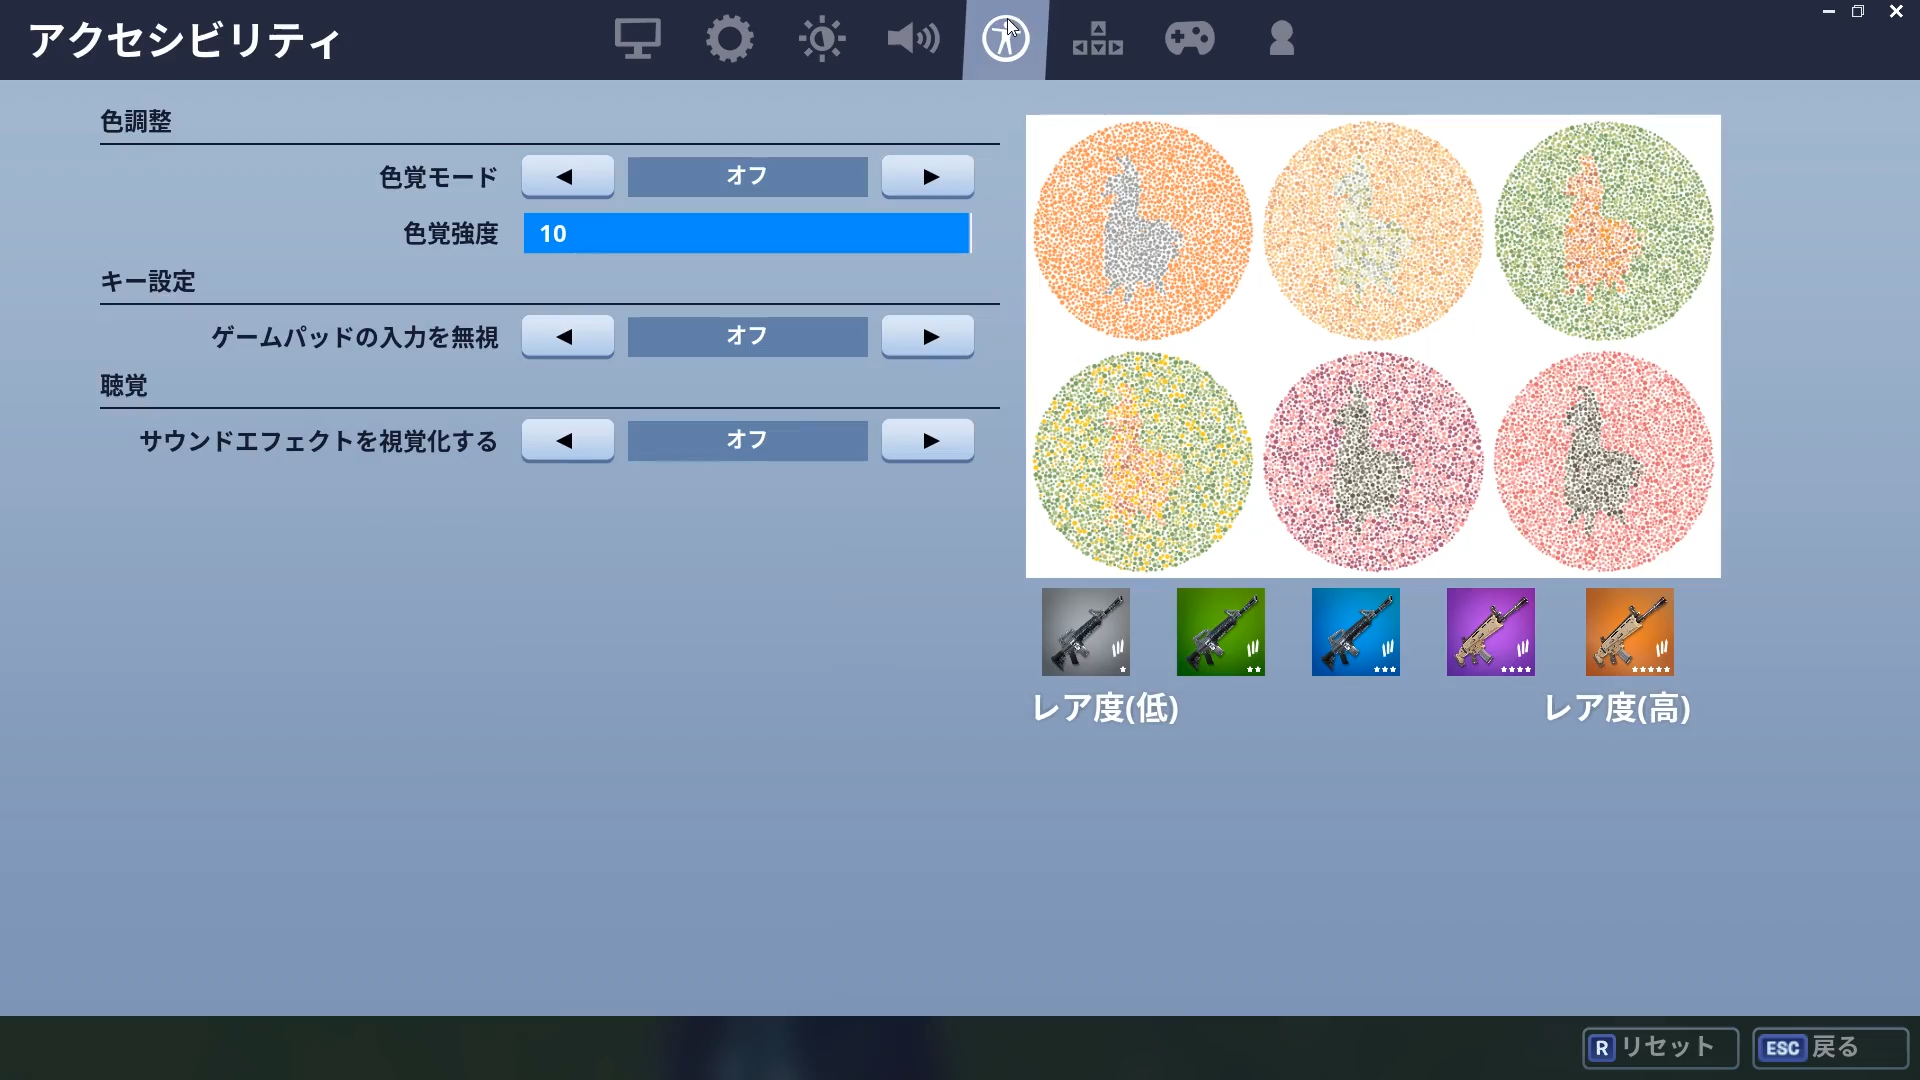 アクセシビリティ
色調整
色覚モード ◀ オフ ▶
色覚強度 10
キー設定
ゲームパッドの入力を無視 ◀ オフ ▶
聴覚
サウンドエフェクトを視覚化する ◀ オフ ▶
レア度(低) レア度(高)
R リセット ESC 戻る